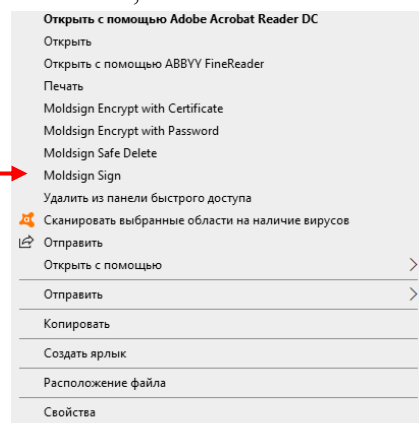 Открыть с помощью Adobe Acrobat Reader DC
Открыть
Открыть с помощью ABBYY FineReader
Печать
Moldsign Encrypt with Certificate
Moldsign Encrypt with Password
Moldsign Safe Delete
Moldsign Sign
Удалить из панели быстрого доступа
Сканировать выбранные области на наличие вирусов
Отправить
Открыть с помощью
Отправить
Копировать
Создать ярлык
Расположение файла
Свойства